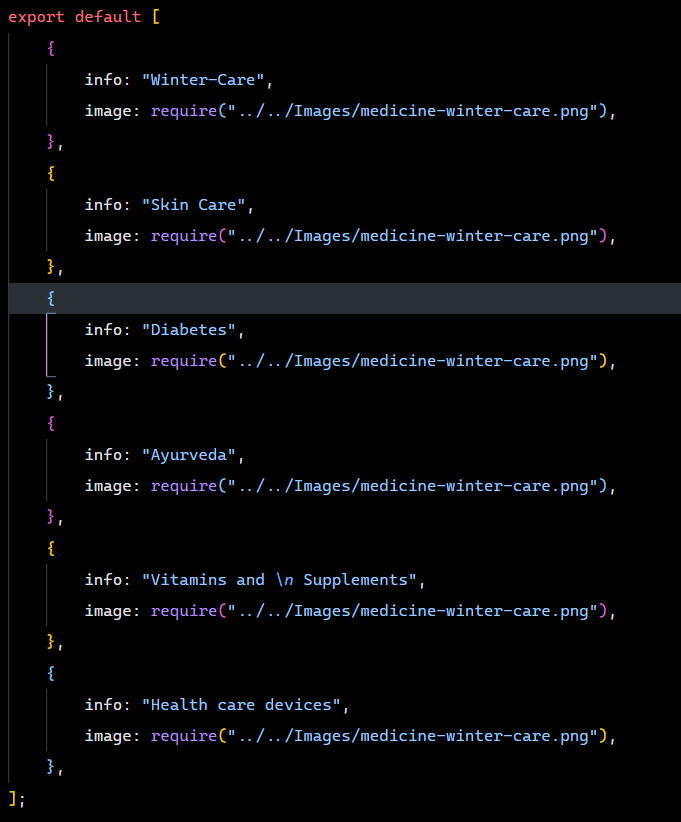 export default [
    {
        info: "Winter-Care",
        image: require("../../Images/medicine-winter-care.png"),
    },
    {
        info: "Skin Care",
        image: require("../../Images/medicine-winter-care.png"),
    },
    {
        info: "Diabetes",
        image: require("../../Images/medicine-winter-care.png"),
    },
    {
        info: "Ayurveda",
        image: require("../../Images/medicine-winter-care.png"),
    },
    {
        info: "Vitamins and \n Supplements",
        image: require("../../Images/medicine-winter-care.png"),
    },
    {
        info: "Health care devices",
        image: require("../../Images/medicine-winter-care.png"),
    },
];